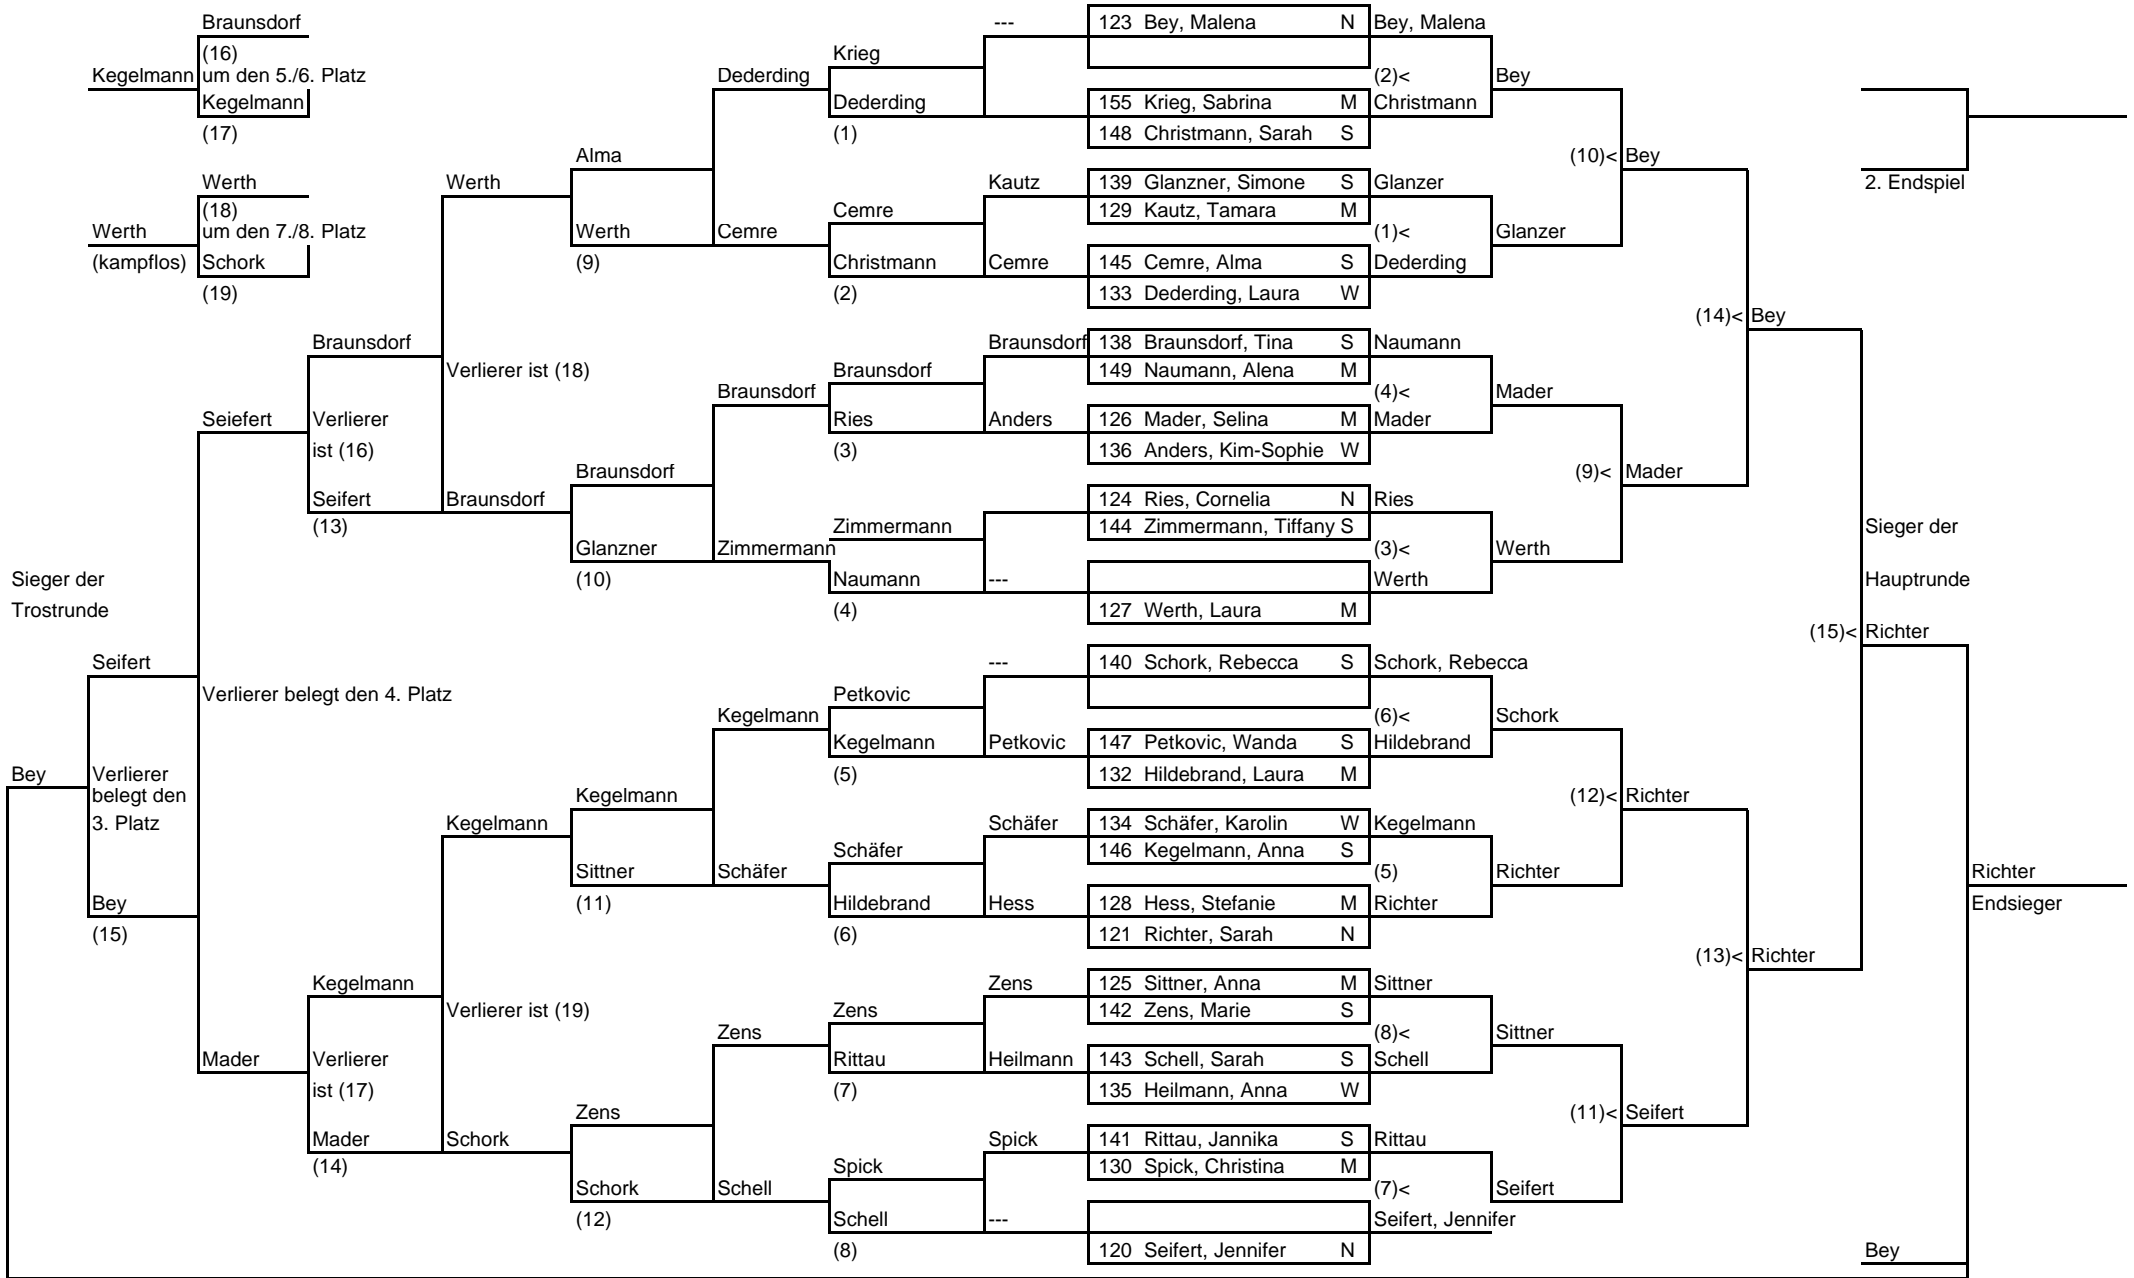 Braunsdorf --- 123 Bey, Malena N Bey, Malena
(16) Krieg
Kegelmann um den 5./6. Platz Dederding (2)< Bey
Kegelmann Dederding 155 Krieg, Sabrina M Christmann
(17) (1) 148 Christmann, Sarah S
Alma (10)< Bey
Werth Werth Kautz 139 Glanzner, Simone S Glanzer 2. Endspiel
(18) Cemre 129 Kautz, Tamara M
Werth um den 7./8. Platz Werth Cemre (1)< Glanzer
(kampflos) Schork (9) Christmann Cemre 145 Cemre, Alma S Dederding
(19) (2) 133 Dederding, Laura W
(14)< Bey
Braunsdorf Braunsdorf 138 Braunsdorf, Tina S Naumann
Verlierer ist (18) Braunsdorf 149 Naumann, Alena M
Braunsdorf (4)< Mader
Seiefert Verlierer Ries Anders 126 Mader, Selina M Mader
ist (16) (3) 136 Anders, Kim-Sophie W
Braunsdorf (9)< Mader
Seifert Braunsdorf 124 Ries, Cornelia N Ries
(13) Zimmermann 144 Zimmermann, Tiffany S Sieger der
Glanzner Zimmermann (3)< Werth
Sieger der (10) Naumann --- Werth Hauptrunde
Trostrunde (4) 127 Werth, Laura M
(15)< Richter
Seifert --- 140 Schork, Rebecca S Schork, Rebecca
Verlierer belegt den 4. Platz Petkovic
Kegelmann (6)< Schork
Kegelmann Petkovic 147 Petkovic, Wanda S Hildebrand
Bey Verlierer (5) 132 Hildebrand, Laura M
belegt den Kegelmann (12)< Richter
3. Platz Kegelmann Schäfer 134 Schäfer, Karolin W Kegelmann
Schäfer 146 Kegelmann, Anna S
Sittner Schäfer (5) Richter Richter
Bey (11) Hildebrand Hess 128 Hess, Stefanie M Richter Endsieger
(15) (6) 121 Richter, Sarah N
(13)< Richter
Kegelmann Zens 125 Sittner, Anna M Sittner
Verlierer ist (19) Zens 142 Zens, Marie S
Zens (8)< Sittner
Mader Verlierer Rittau Heilmann 143 Schell, Sarah S Schell
ist (17) (7) 135 Heilmann, Anna W
Zens (11)< Seifert
Mader Schork Spick 141 Rittau, Jannika S Rittau
(14) Spick 130 Spick, Christina M
Schork Schell (7)< Seifert
(12) Schell --- Seifert, Jennifer
(8) 120 Seifert, Jennifer N Bey